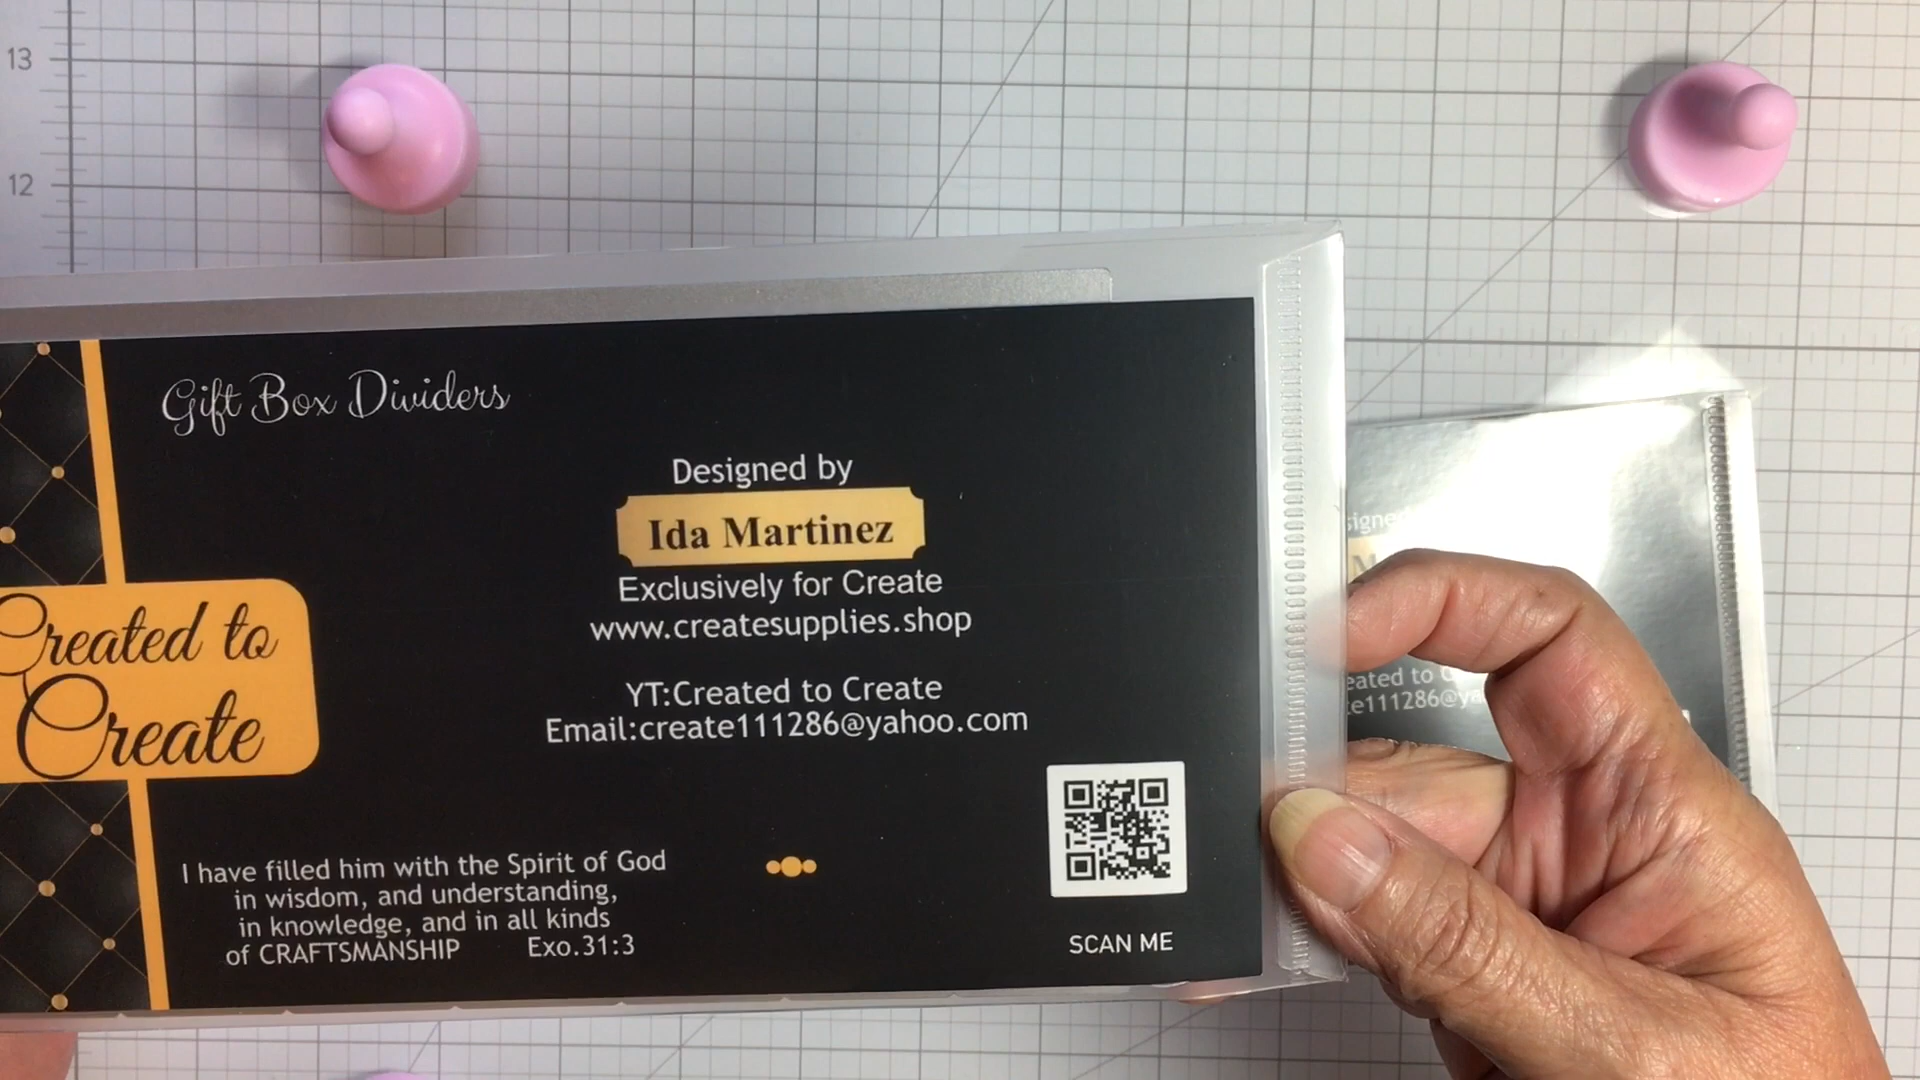 13
12
Gift Box Dividers
Designed by
Ida Martinez
Exclusively for Create
www.createsupplies.shop
YT:Created to Create
Email:create111286@yahoo.com
Created to
Create
I have filled him with the Spirit of God
in wisdom, and understanding,
in knowledge, and in all kinds
of CRAFTSMANSHIP Exo.31:3
SCAN ME